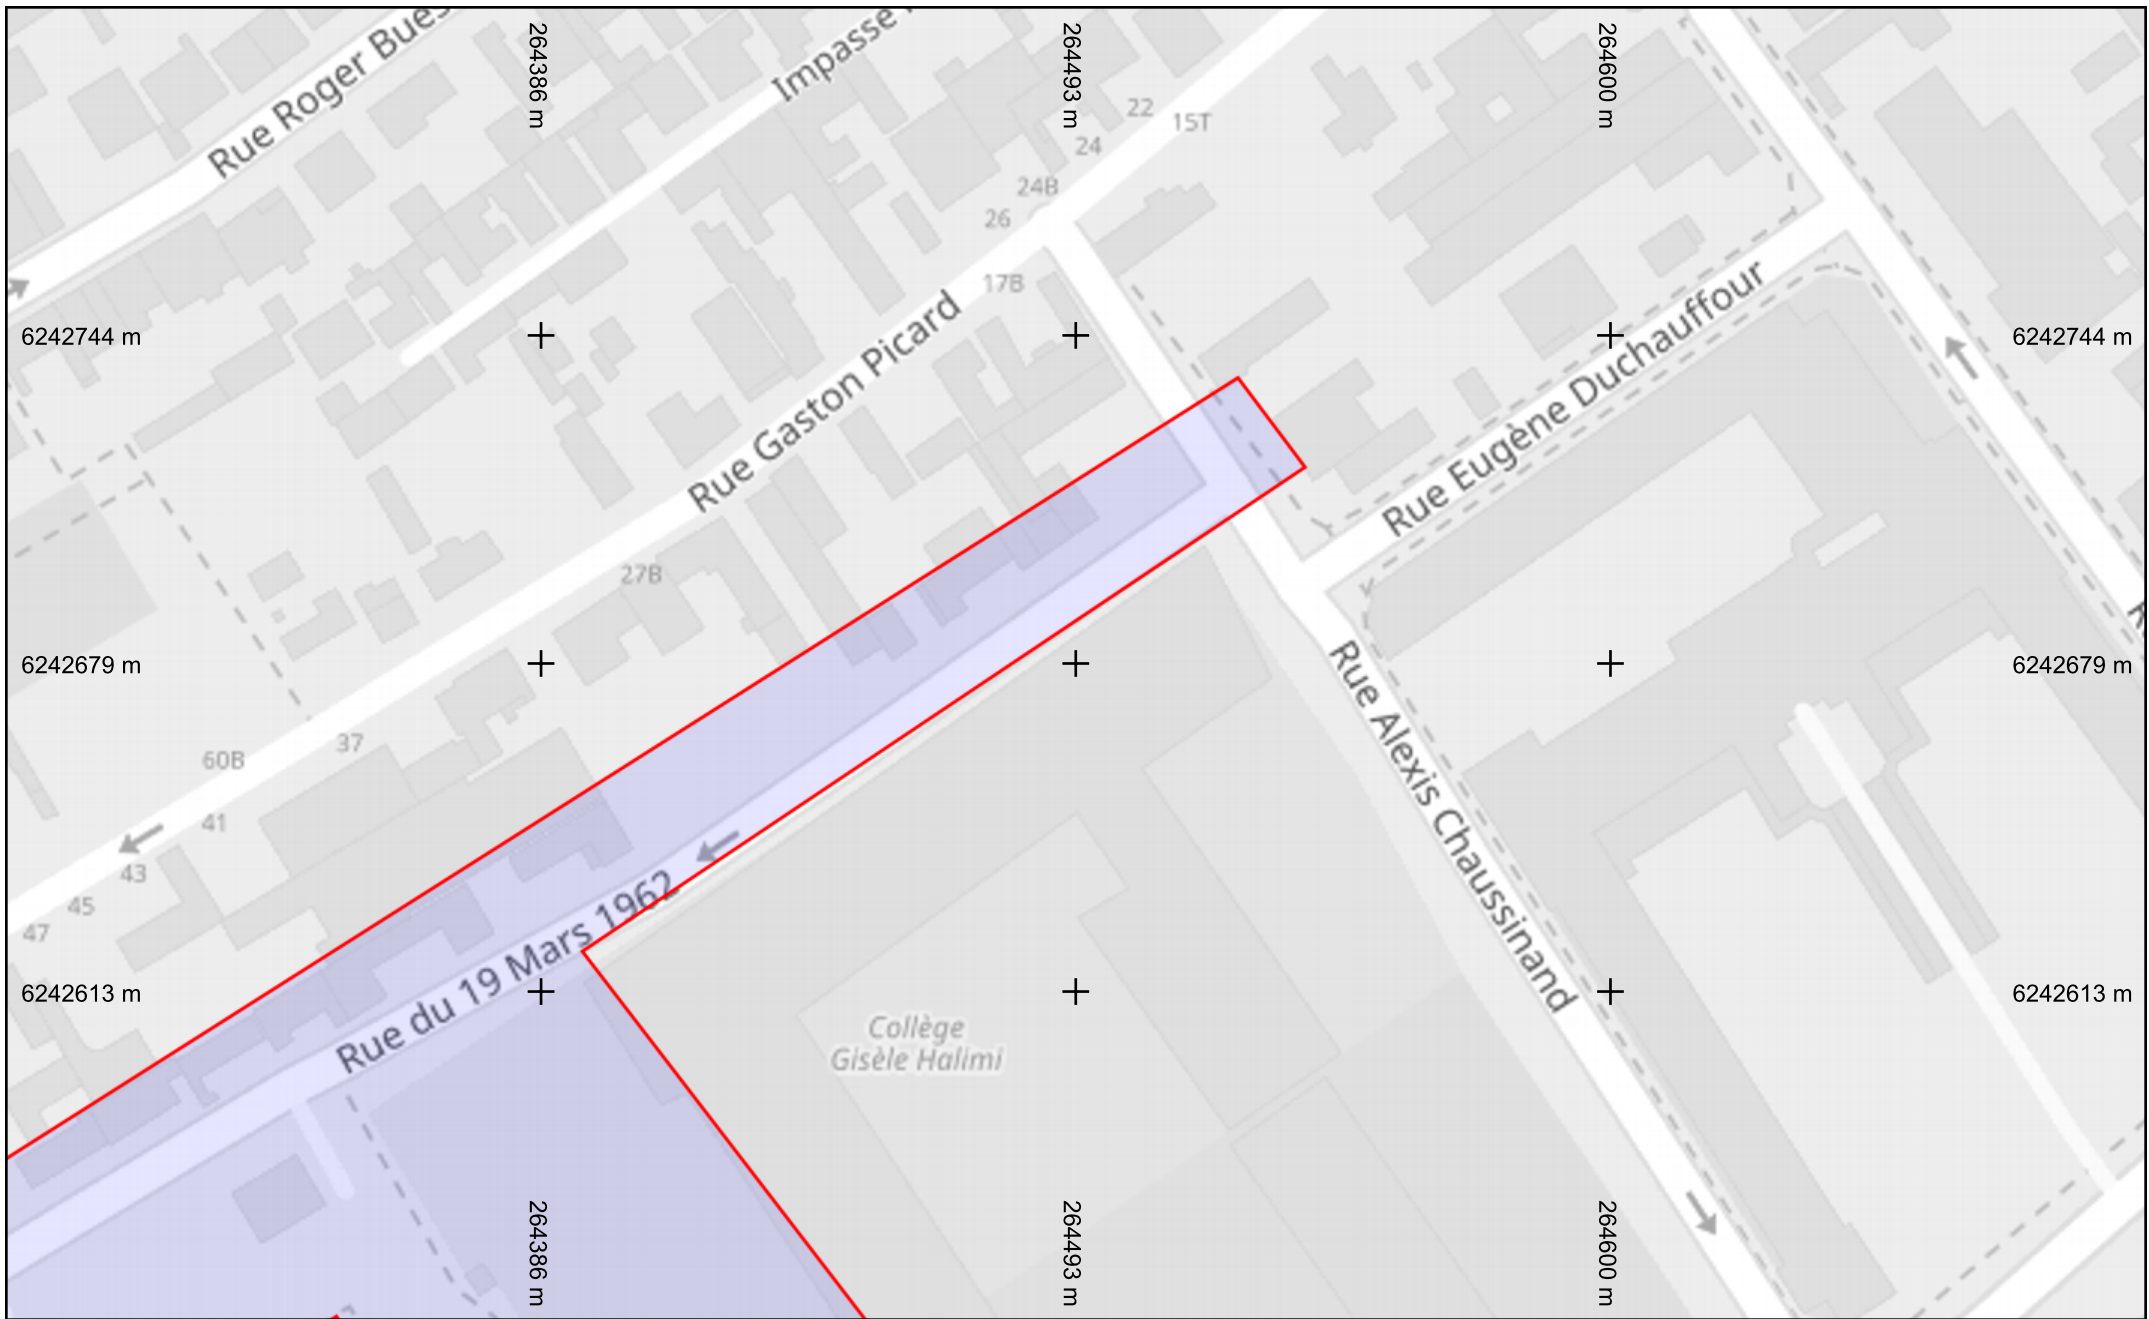 Rue Roger Bues
Impasse
264386 m
264493 m
264600 m
22
15T
24
24B
26
17B
6242744 m
6242744 m
Rue Gaston Picard
Rue Eugène Duchauffour
27B
6242679 m
6242679 m
Rue Alexis Chaussinand
37
60B
41
43
45
47
Rue du 19 Mars 1962
6242613 m
6242613 m
Collège
Gisèle Halimi
264386 m
264493 m
264600 m